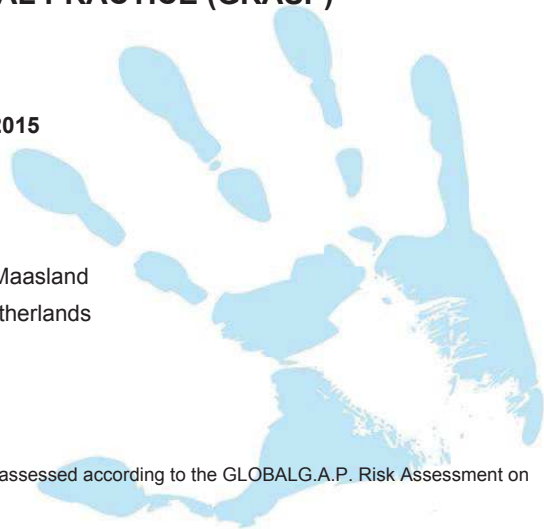 AL PRACTICE (GRASP)
2015
Maasland
therlands
assessed according to the GLOBALG.A.P. Risk Assessment on